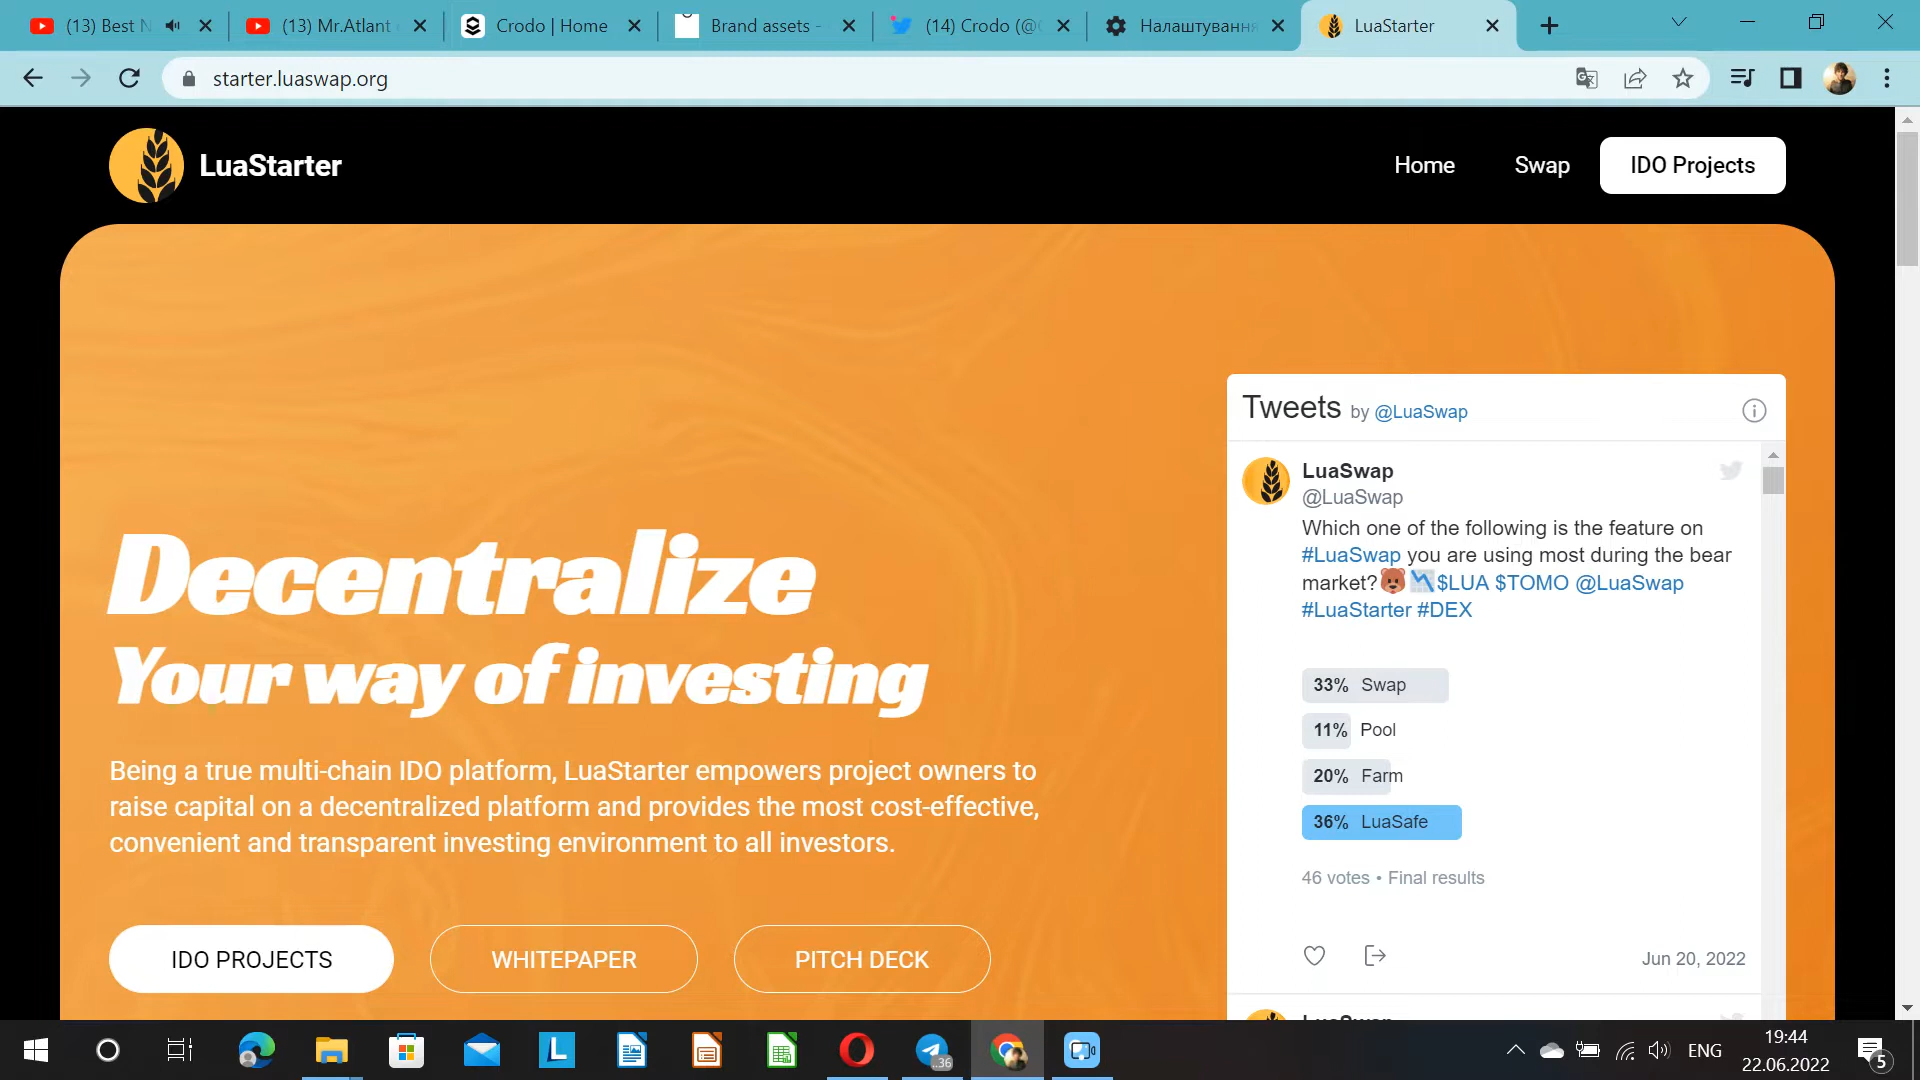 (13) Best N
(13) Mr.Atlant
Crodo | Home
Brand assets -
(14) Crodo (@C
Налаштування
LuaStarter
starter.luaswap.org
LuaStarter
Home
Swap
IDO Projects
Decentralize
Your way of investing
Being a true multi-chain IDO platform, LuaStarter empowers project owners to
raise capital on a decentralized platform and provides the most cost-effective,
convenient and transparent investing environment to all investors.
IDO PROJECTS
WHITEPAPER
PITCH DECK
Tweets by @LuaSwap
LuaSwap
@LuaSwap
Which one of the following is the feature on
#LuaSwap you are using most during the bear
market?🐻📉$LUA $TOMO @LuaSwap
#LuaStarter #DEX
33% Swap
11% Pool
20% Farm
36% LuaSafe
46 votes • Final results
Jun 20, 2022
LuaSwap
L
..36
ENG
19:44
22.06.2022
5